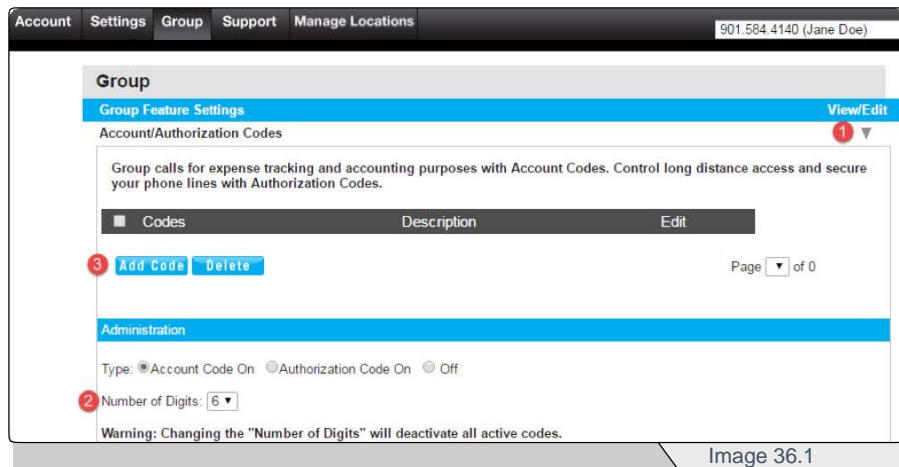 Account Settings Group Support Manage Locations
901.584.4140 (Jane Doe)
Group
Group Feature Settings View/Edit
Account/Authorization Codes 1
Group calls for expense tracking and accounting purposes with Account Codes. Control long distance access and secure
your phone lines with Authorization Codes.
Codes Description Edit
3 Add Code Delete Page of 0
Administration
Type: Account Code On Authorization Code On Off
2 Number of Digits: 6
Warning: Changing the "Number of Digits" will deactivate all active codes.
Image 36.1